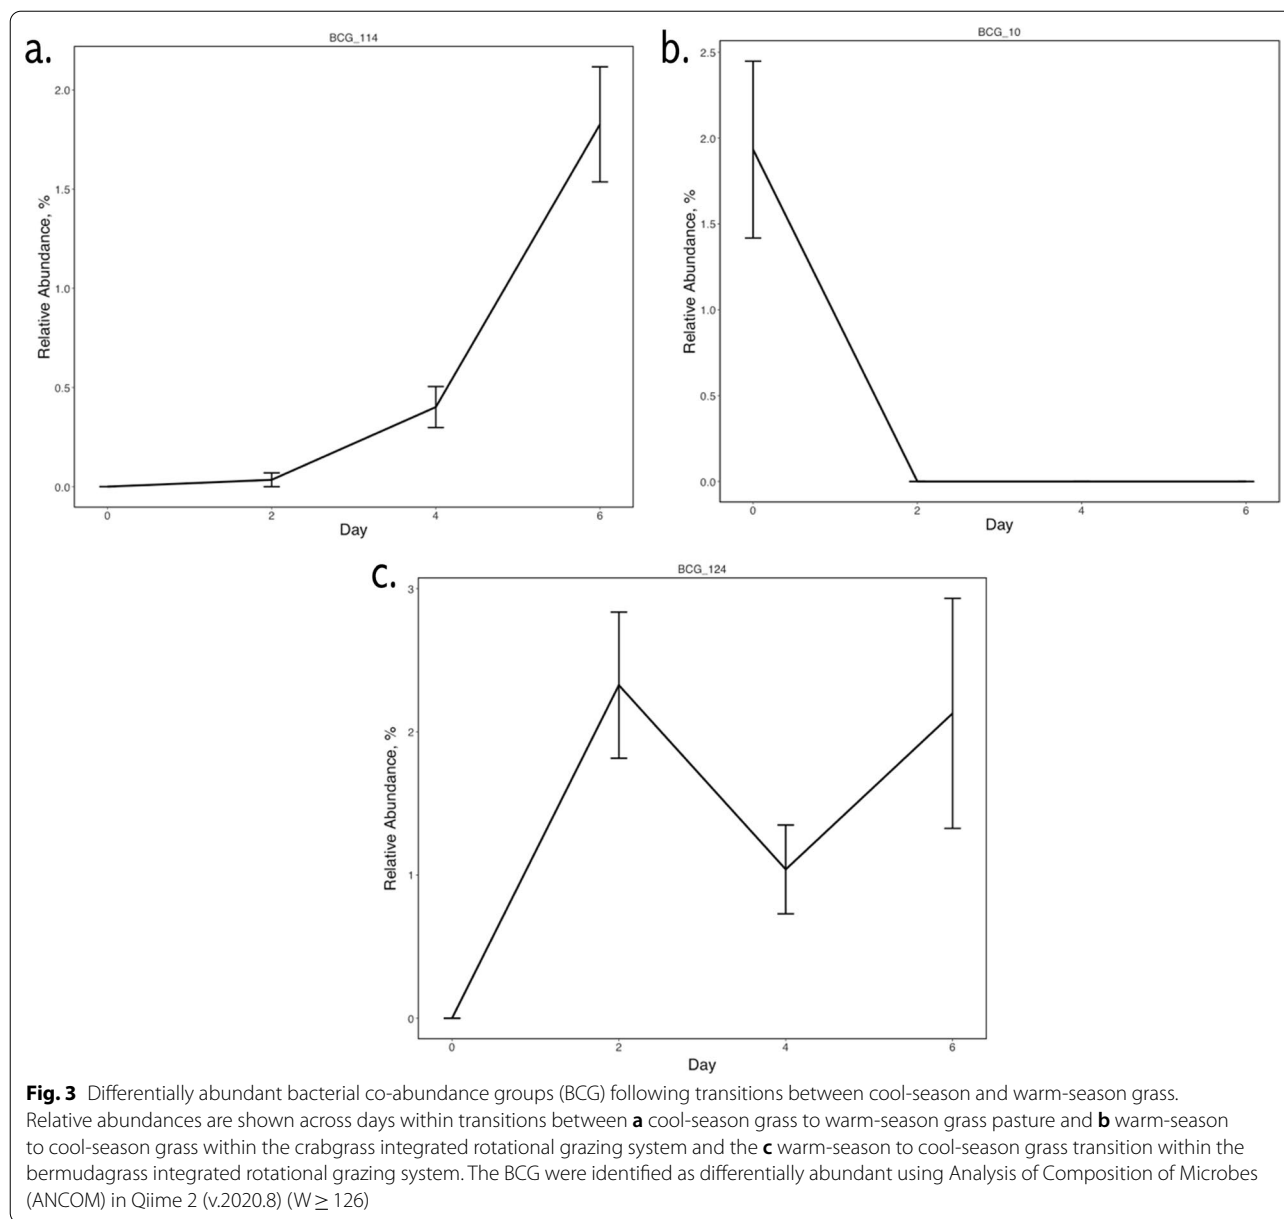 a.
BCG_114
2.0
1.5
1.0
0.5
0.0
Relative Abundance, %
0 2 4 6
Day
b.
BCG_10
2.5
2.0
1.5
1.0
0.5
0.0
Relative Abundance, %
0 2 4 6
Day
c.
BCG_124
3
2
1
0
Relative Abundance, %
0 2 4 6
Day
Fig. 3 Differentially abundant bacterial co-abundance groups (BCG) following transitions between cool-season and warm-season grass.
Relative abundances are shown across days within transitions between a cool-season grass to warm-season grass pasture and b warm-season
to cool-season grass within the crabgrass integrated rotational grazing system and the c warm-season to cool-season grass transition within the
bermudagrass integrated rotational grazing system. The BCG were identified as differentially abundant using Analysis of Composition of Microbes
(ANCOM) in Qiime 2 (v.2020.8) (W ≥ 126)